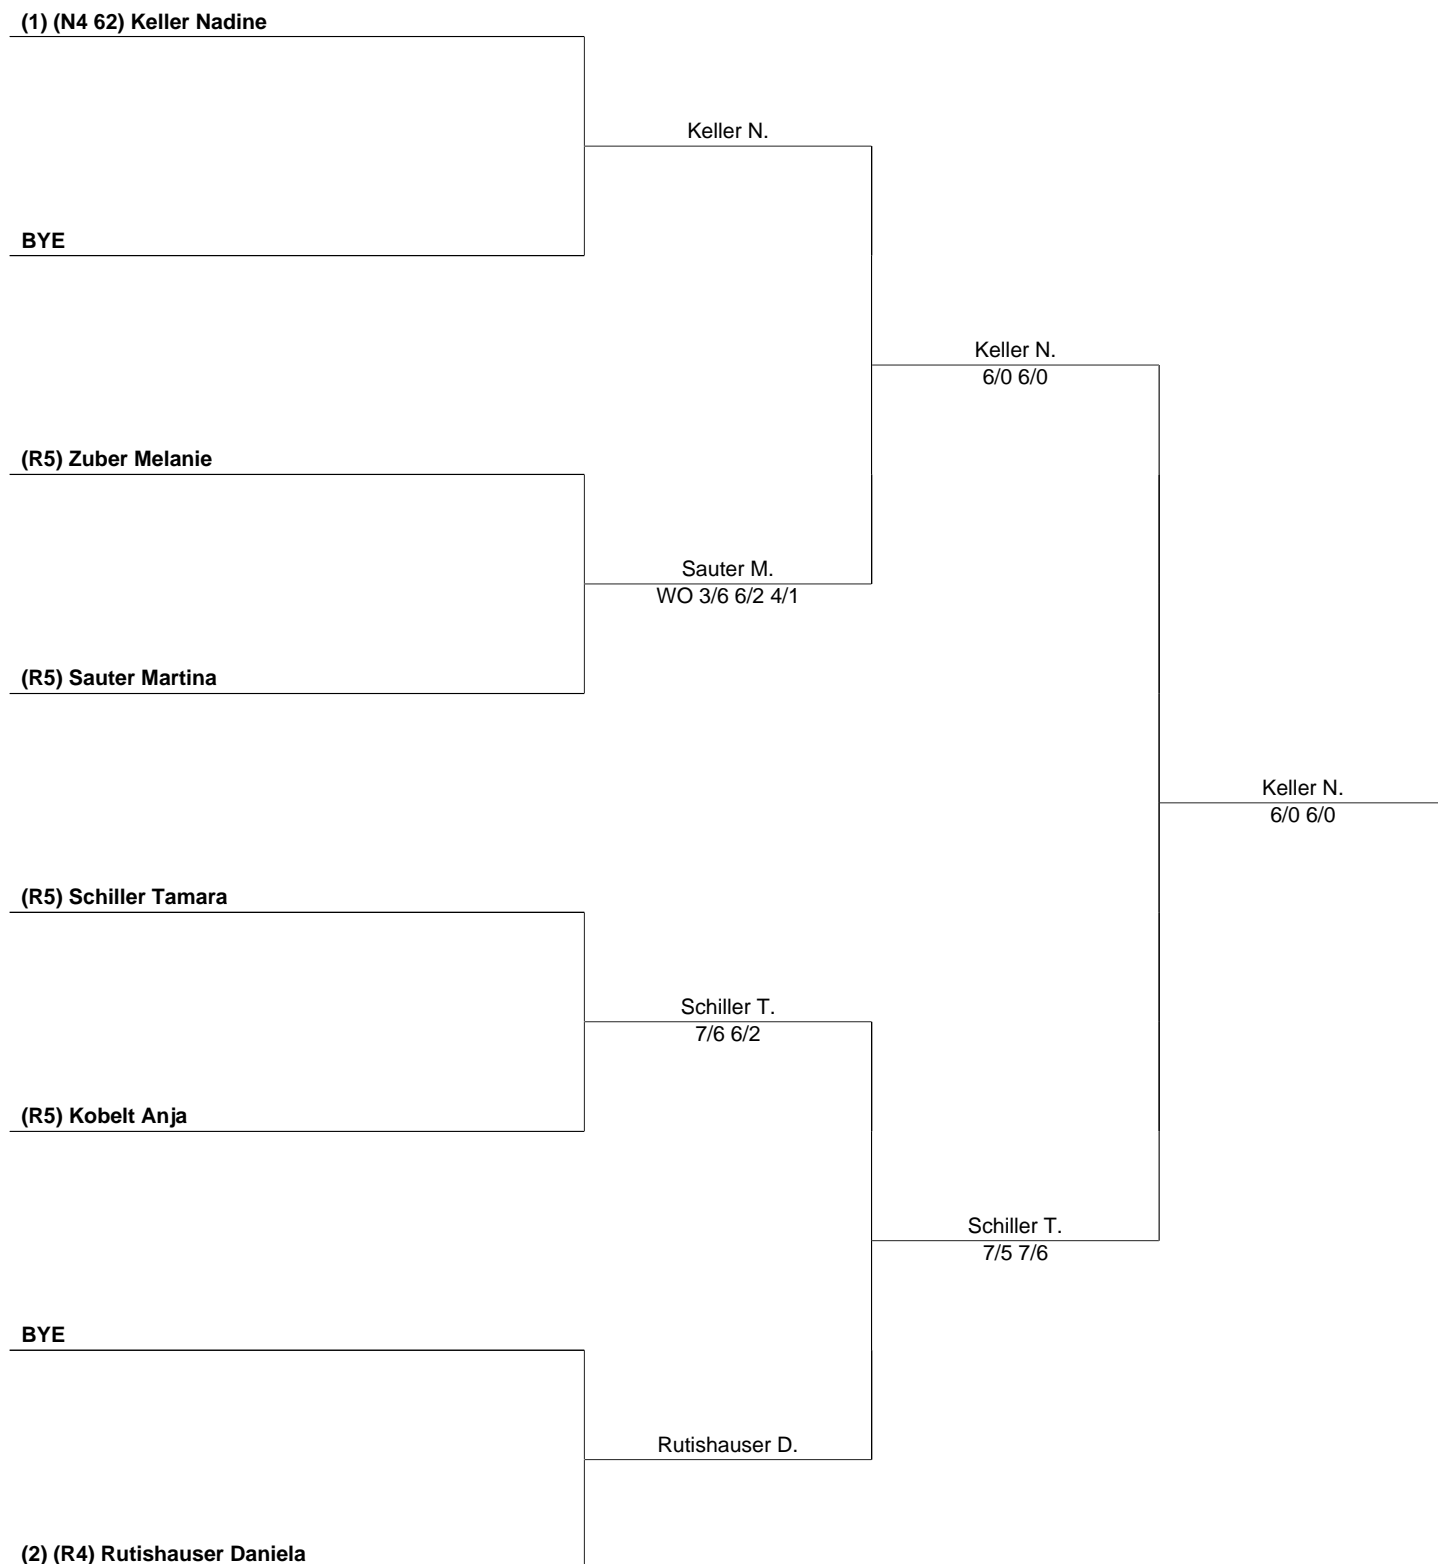 (1) (N4 62) Keller Nadine
Keller N.
BYE
Keller N.
6/0 6/0
(R5) Zuber Melanie
Sauter M.
WO 3/6 6/2 4/1
(R5) Sauter Martina
Keller N.
6/0 6/0
(R5) Schiller Tamara
Schiller T.
7/6 6/2
(R5) Kobelt Anja
Schiller T.
7/5 7/6
BYE
Rutishauser D.
(2) (R4) Rutishauser Daniela